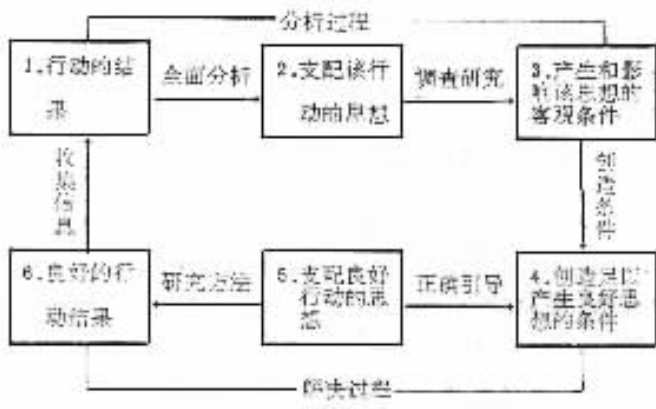 分析过程
1.行动的结
果
全面分析
2.支配该行
动的思想
调查研究
3.产生和影
响该思想的
客观条件
收集信息
创造条件
6.良好的行
动结果
研究方法
5.支配良好
行动的思
想
正确引导
4.创造足以
产生良好思
想的条件
解决过程